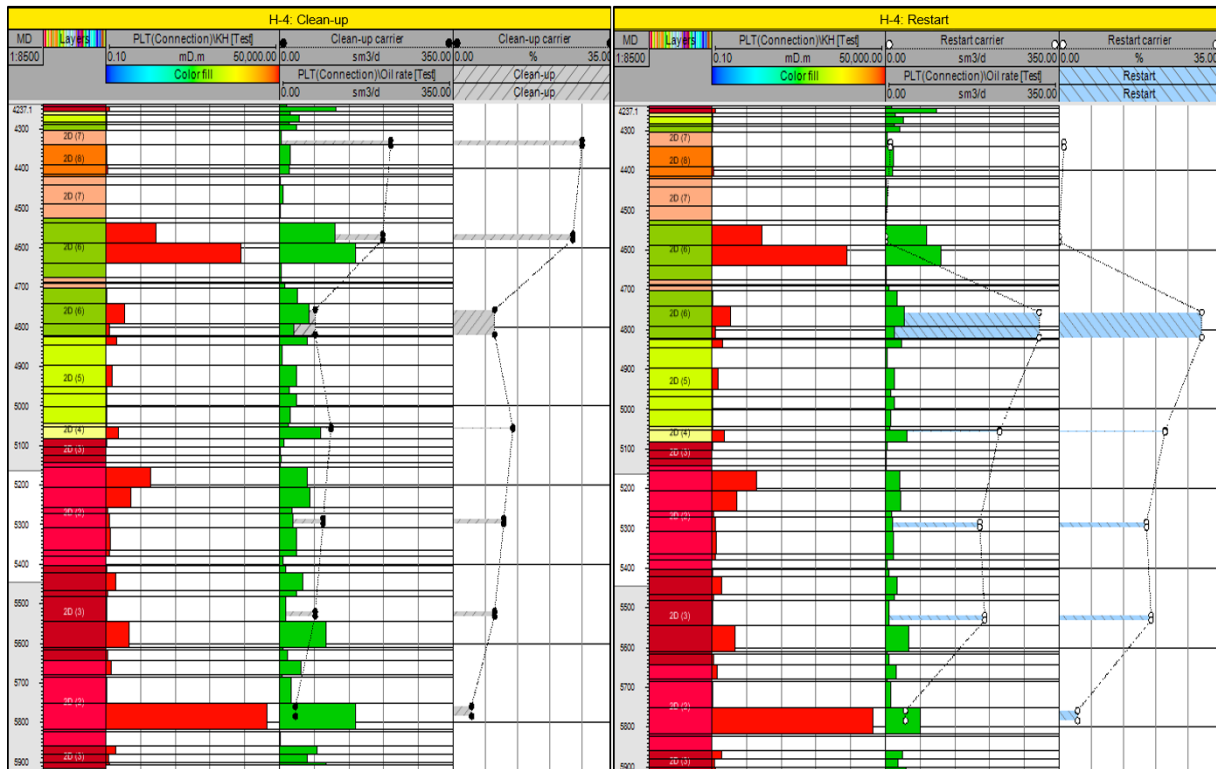 H-4: Clean-up
MD Layers PLT(Connection)\KH [Test] Clean-up carrier Clean-up carrier
1:8500 0.10 mD.m 50,000.00 0.00 sm3/d 350.00 0.00 % 35.00
Color fill PLT(Connection)\Oil rate [Test] Clean-up
0.00 sm3/d 350.00 Clean-up
4237.1
4300
2D (7)
2D (8)
4400
2D (7)
4500
4600
2D (6)
4700
2D (6)
4800
4900
2D (5)
5000
2D (4)
5100
2D (3)
5200
5300
2D (2)
5400
5500
2D (3)
5600
5700
2D (2)
5800
2D (3)
5900
H-4: Restart
MD Layers PLT(Connection)\KH [Test] Restart carrier Restart carrier
1:8500 0.10 mD.m 50,000.00 0.00 sm3/d 350.00 0.00 % 35.00
Color fill PLT(Connection)\Oil rate [Test] Restart
0.00 sm3/d 350.00 Restart
4237.1
4300
2D (7)
2D (8)
4400
2D (7)
4500
4600
2D (6)
4700
2D (6)
4800
4900
2D (5)
5000
2D (4)
5100
2D (3)
5200
5300
2D (2)
5400
5500
2D (3)
5600
5700
2D (2)
5800
2D (3)
5900